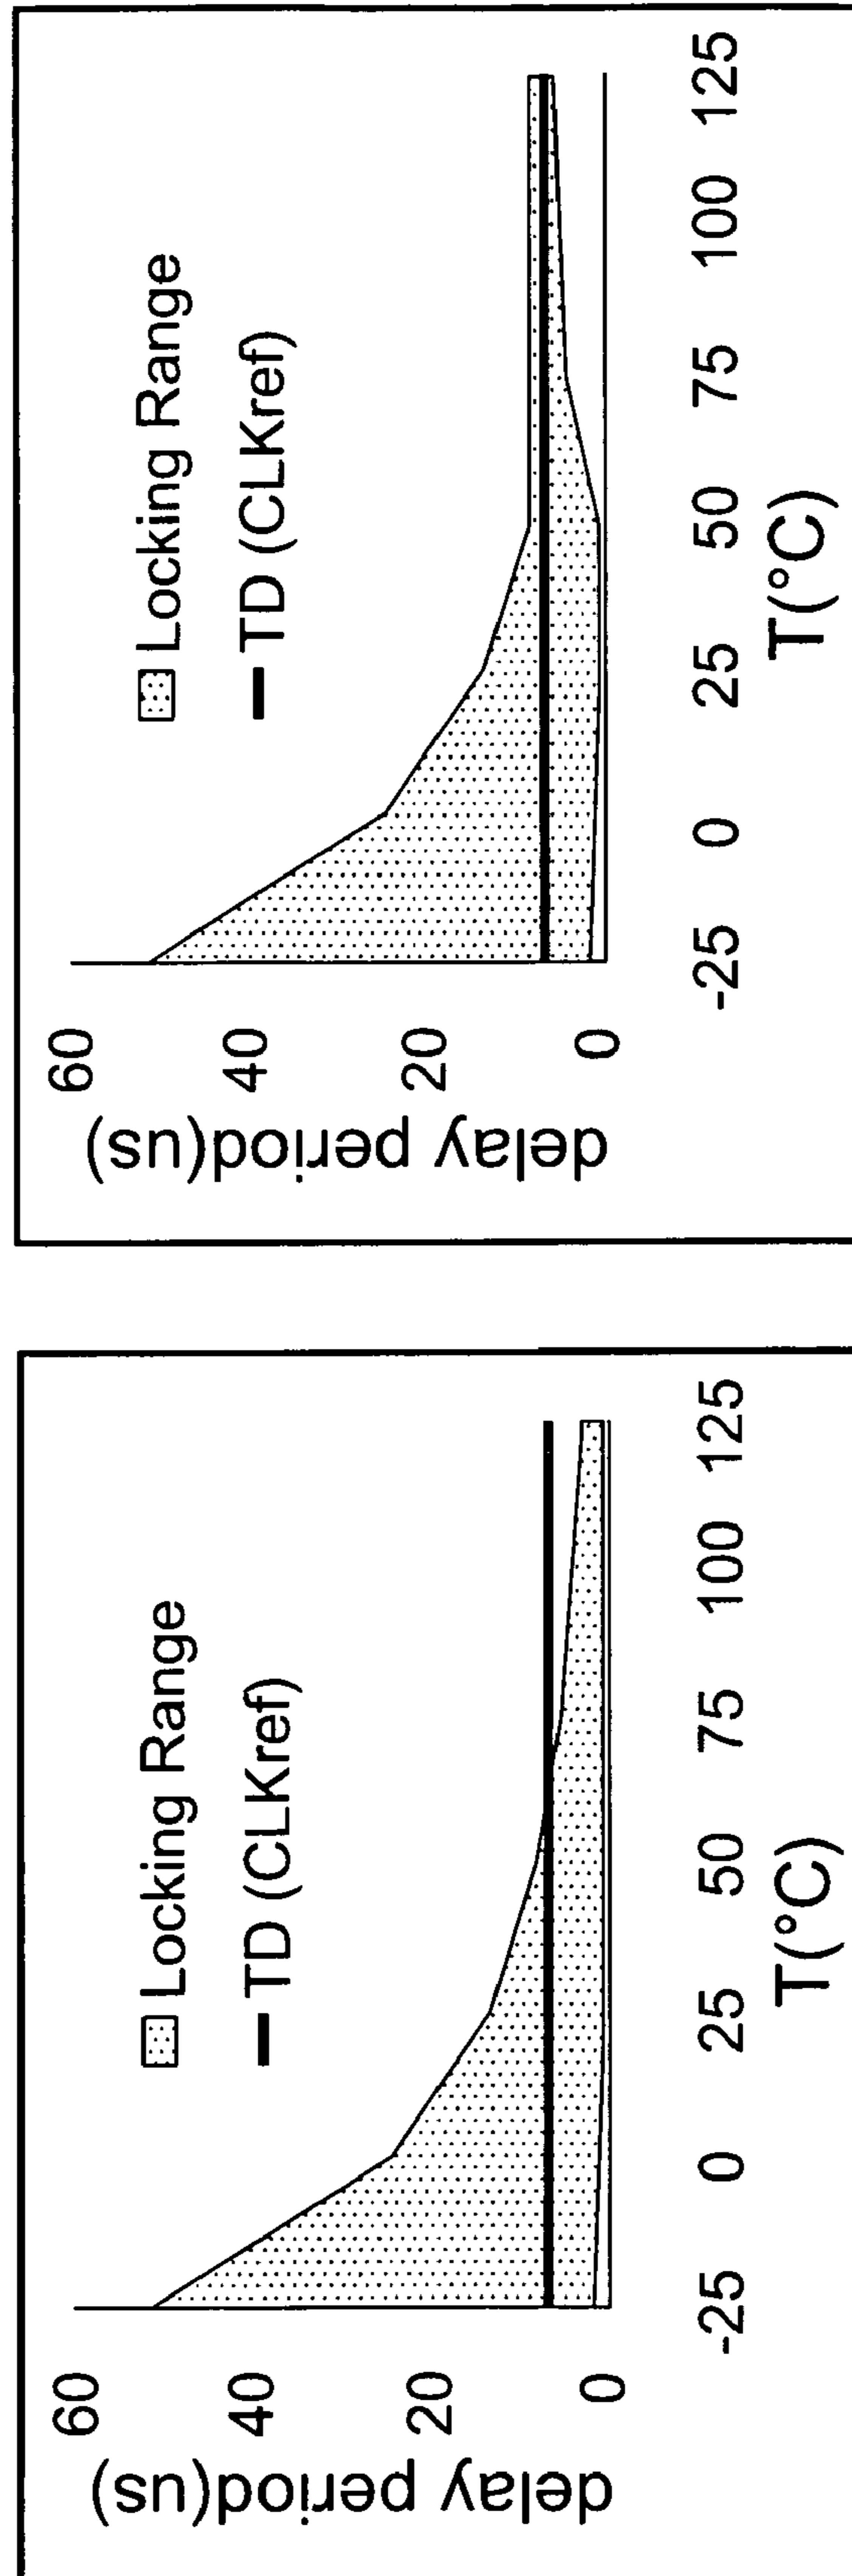 delay period(us)
60
40
20
0
Locking Range
TD (CLKref)
-25 0 25 50 75 100 125
T(°C)
delay period(us)
60
40
20
0
Locking Range
TD (CLKref)
-25 0 25 50 75 100 125
T(°C)